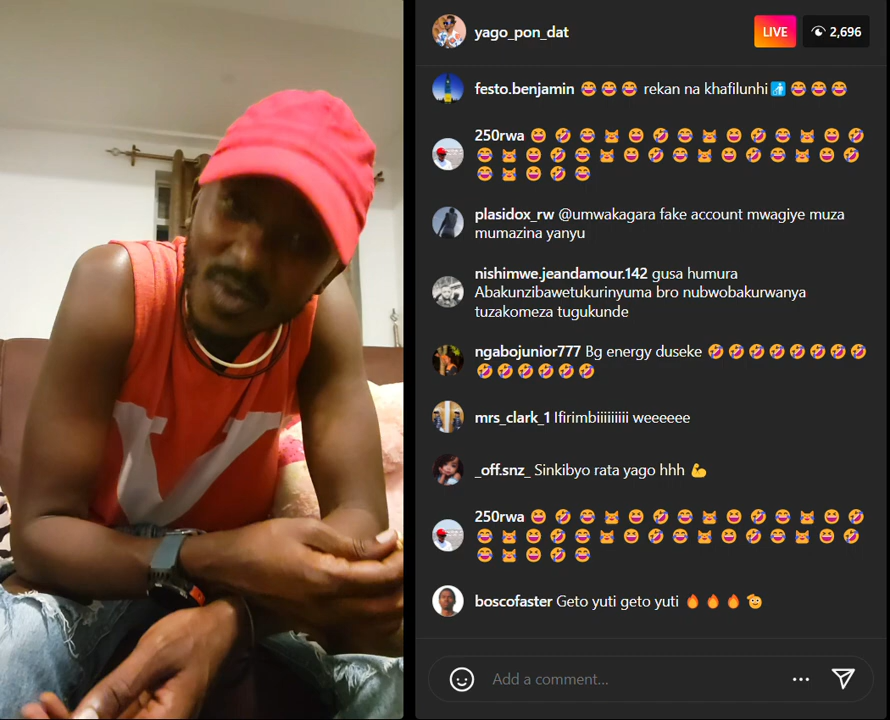 yago_pon_dat
LIVE
2,696
festo.benjamin 😂 😂 😂 rekan na khafilunhi🚮 😂 😂 😂
250rwa 😆 🤣 😂 😹 😆 🤣 😂 😹 😆 🤣 😂 😹 😆 🤣
😂 😹 😆 🤣 😂 😹 😆 🤣 😂 😹 😆 🤣 😂 😹 😆 🤣
😂 😹 😆 🤣 😂
plasidox_rw @umwakagara fake account mwagiye muza
mumazina yanyu
nishimwe.jeandamour.142 gusa humura
Abakunzibawetukurinyuma bro nubwobakurwanya
tuzakomeza tugukunde
ngabojunior777 Bg energy duseke 🤣 🤣 🤣 🤣 🤣 🤣 🤣 🤣
🤣 🤣 🤣 🤣 🤣 🤣
mrs_clark_1 Ifirimbiiiiiiiii weeeeee
_off.snz_ Sinkibyo rata yago hhh 💪
250rwa 😆 🤣 😂 😹 😆 🤣 😂 😹 😆 🤣 😂 😹 😆 🤣
😂 😹 😆 🤣 😂 😹 😆 🤣 😂 😹 😆 🤣 😂 😹 😆 🤣
😂 😹 😆 🤣 😂
boscofaster Geto yuti geto yuti 🔥 🔥 🔥 🫡
Add a comment...